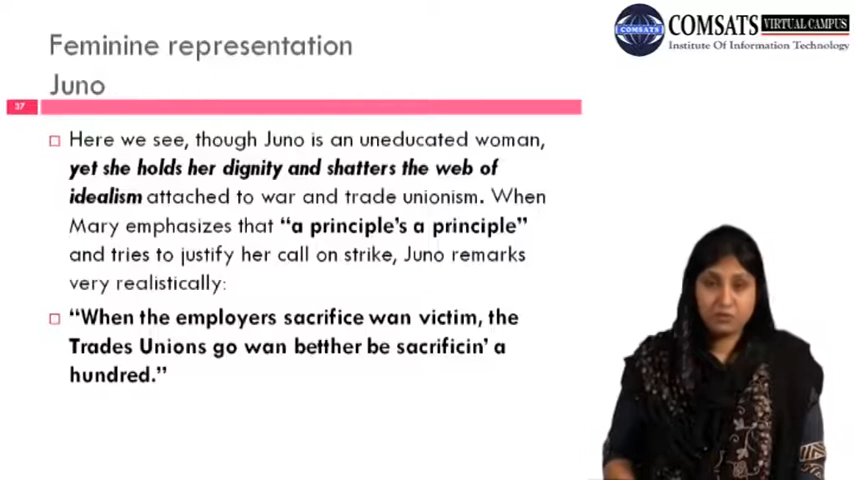 Feminine representation
Juno
COMSATS VIRTUAL CAMPUS
COMSATS
Institute Of Information Technology
37
Here we see, though Juno is an uneducated woman,
yet she holds her dignity and shatters the web of
idealism attached to war and trade unionism. When
Mary emphasizes that “a principle’s a principle”
and tries to justify her call on strike, Juno remarks
very realistically:
“When the employers sacrifice wan victim, the
Trades Unions go wan betther be sacrificin’ a
hundred.”